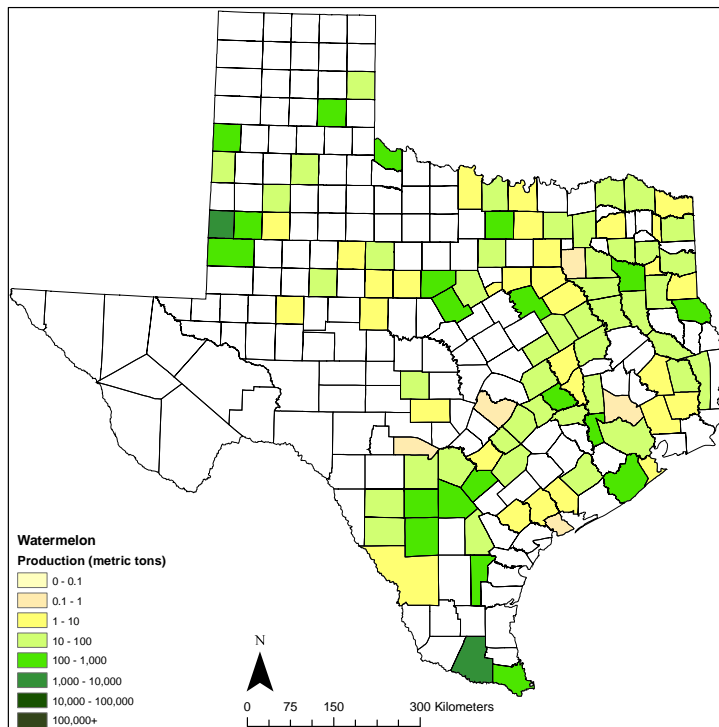 Watermelon
Production (metric tons)
0 - 0.1
0.1 - 1
1 - 10
10 - 100
100 - 1,000
1,000 - 10,000
10,000 - 100,000
100,000+
N
0 75 150 300 Kilometers